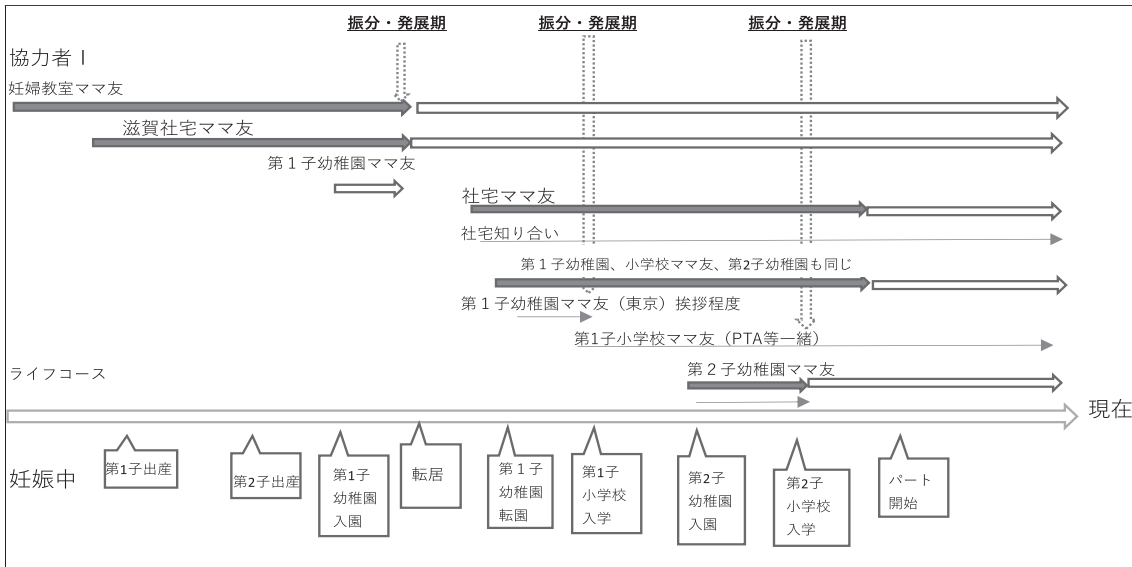 振分・発展期
振分・発展期
振分・発展期
協力者Ⅰ
妊婦教室ママ友
滋賀社宅ママ友
第１子幼稚園ママ友
社宅ママ友
社宅知り合い
第１子幼稚園、小学校ママ友、第2子幼稚園も同じ
第１子幼稚園ママ友（東京）挨拶程度
第1子小学校ママ友（PTA等一緒）
第２子幼稚園ママ友
ライフコース
現在
妊娠中
第1子出産
第2子出産
第1子
幼稚園
入園
転居
第１子
幼稚園
転園
第1子
小学校
入学
第2子
幼稚園
入園
第2子
小学校
入学
パート
開始